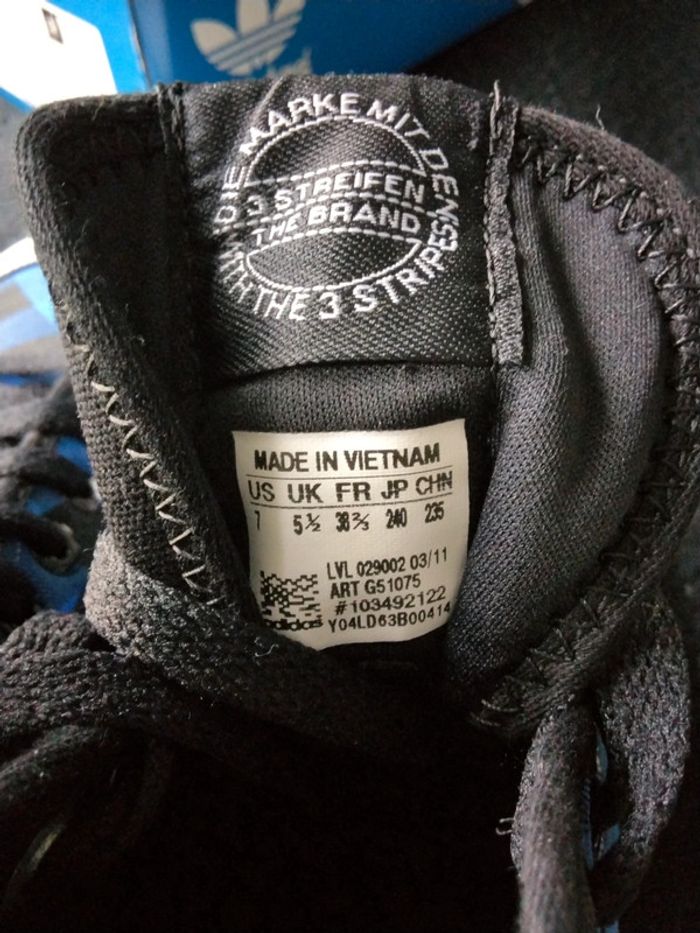 DIE MARKE MIT DEN
3 STREIFEN
THE BRAND
WITH THE 3 STRIPES
MADE IN VIETNAM
US UK FR JP CHN
7 5½ 38⅔ 240 235
LVL 029002 03/11
ART G51075
#103492122
adidas Y04LD63B00414